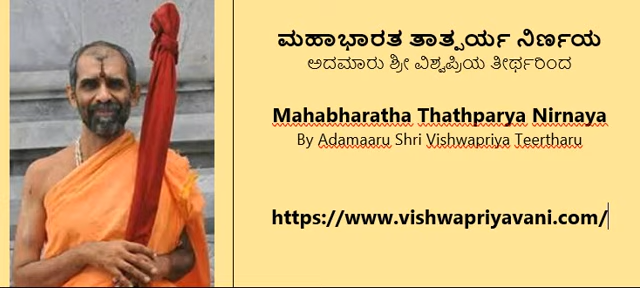 ಮಹಾಭಾರತ ತಾತ್ಪರ್ಯ ನಿರ್ಣಯ
ಅದಮಾರು ಶ್ರೀ ವಿಶ್ವಪ್ರಿಯ ತೀರ್ಥರಿಂದ
Mahabharatha Thathparya Nirnaya
By Adamaaru Shri Vishwapriya Teertharu
https://www.vishwapriyavani.com/